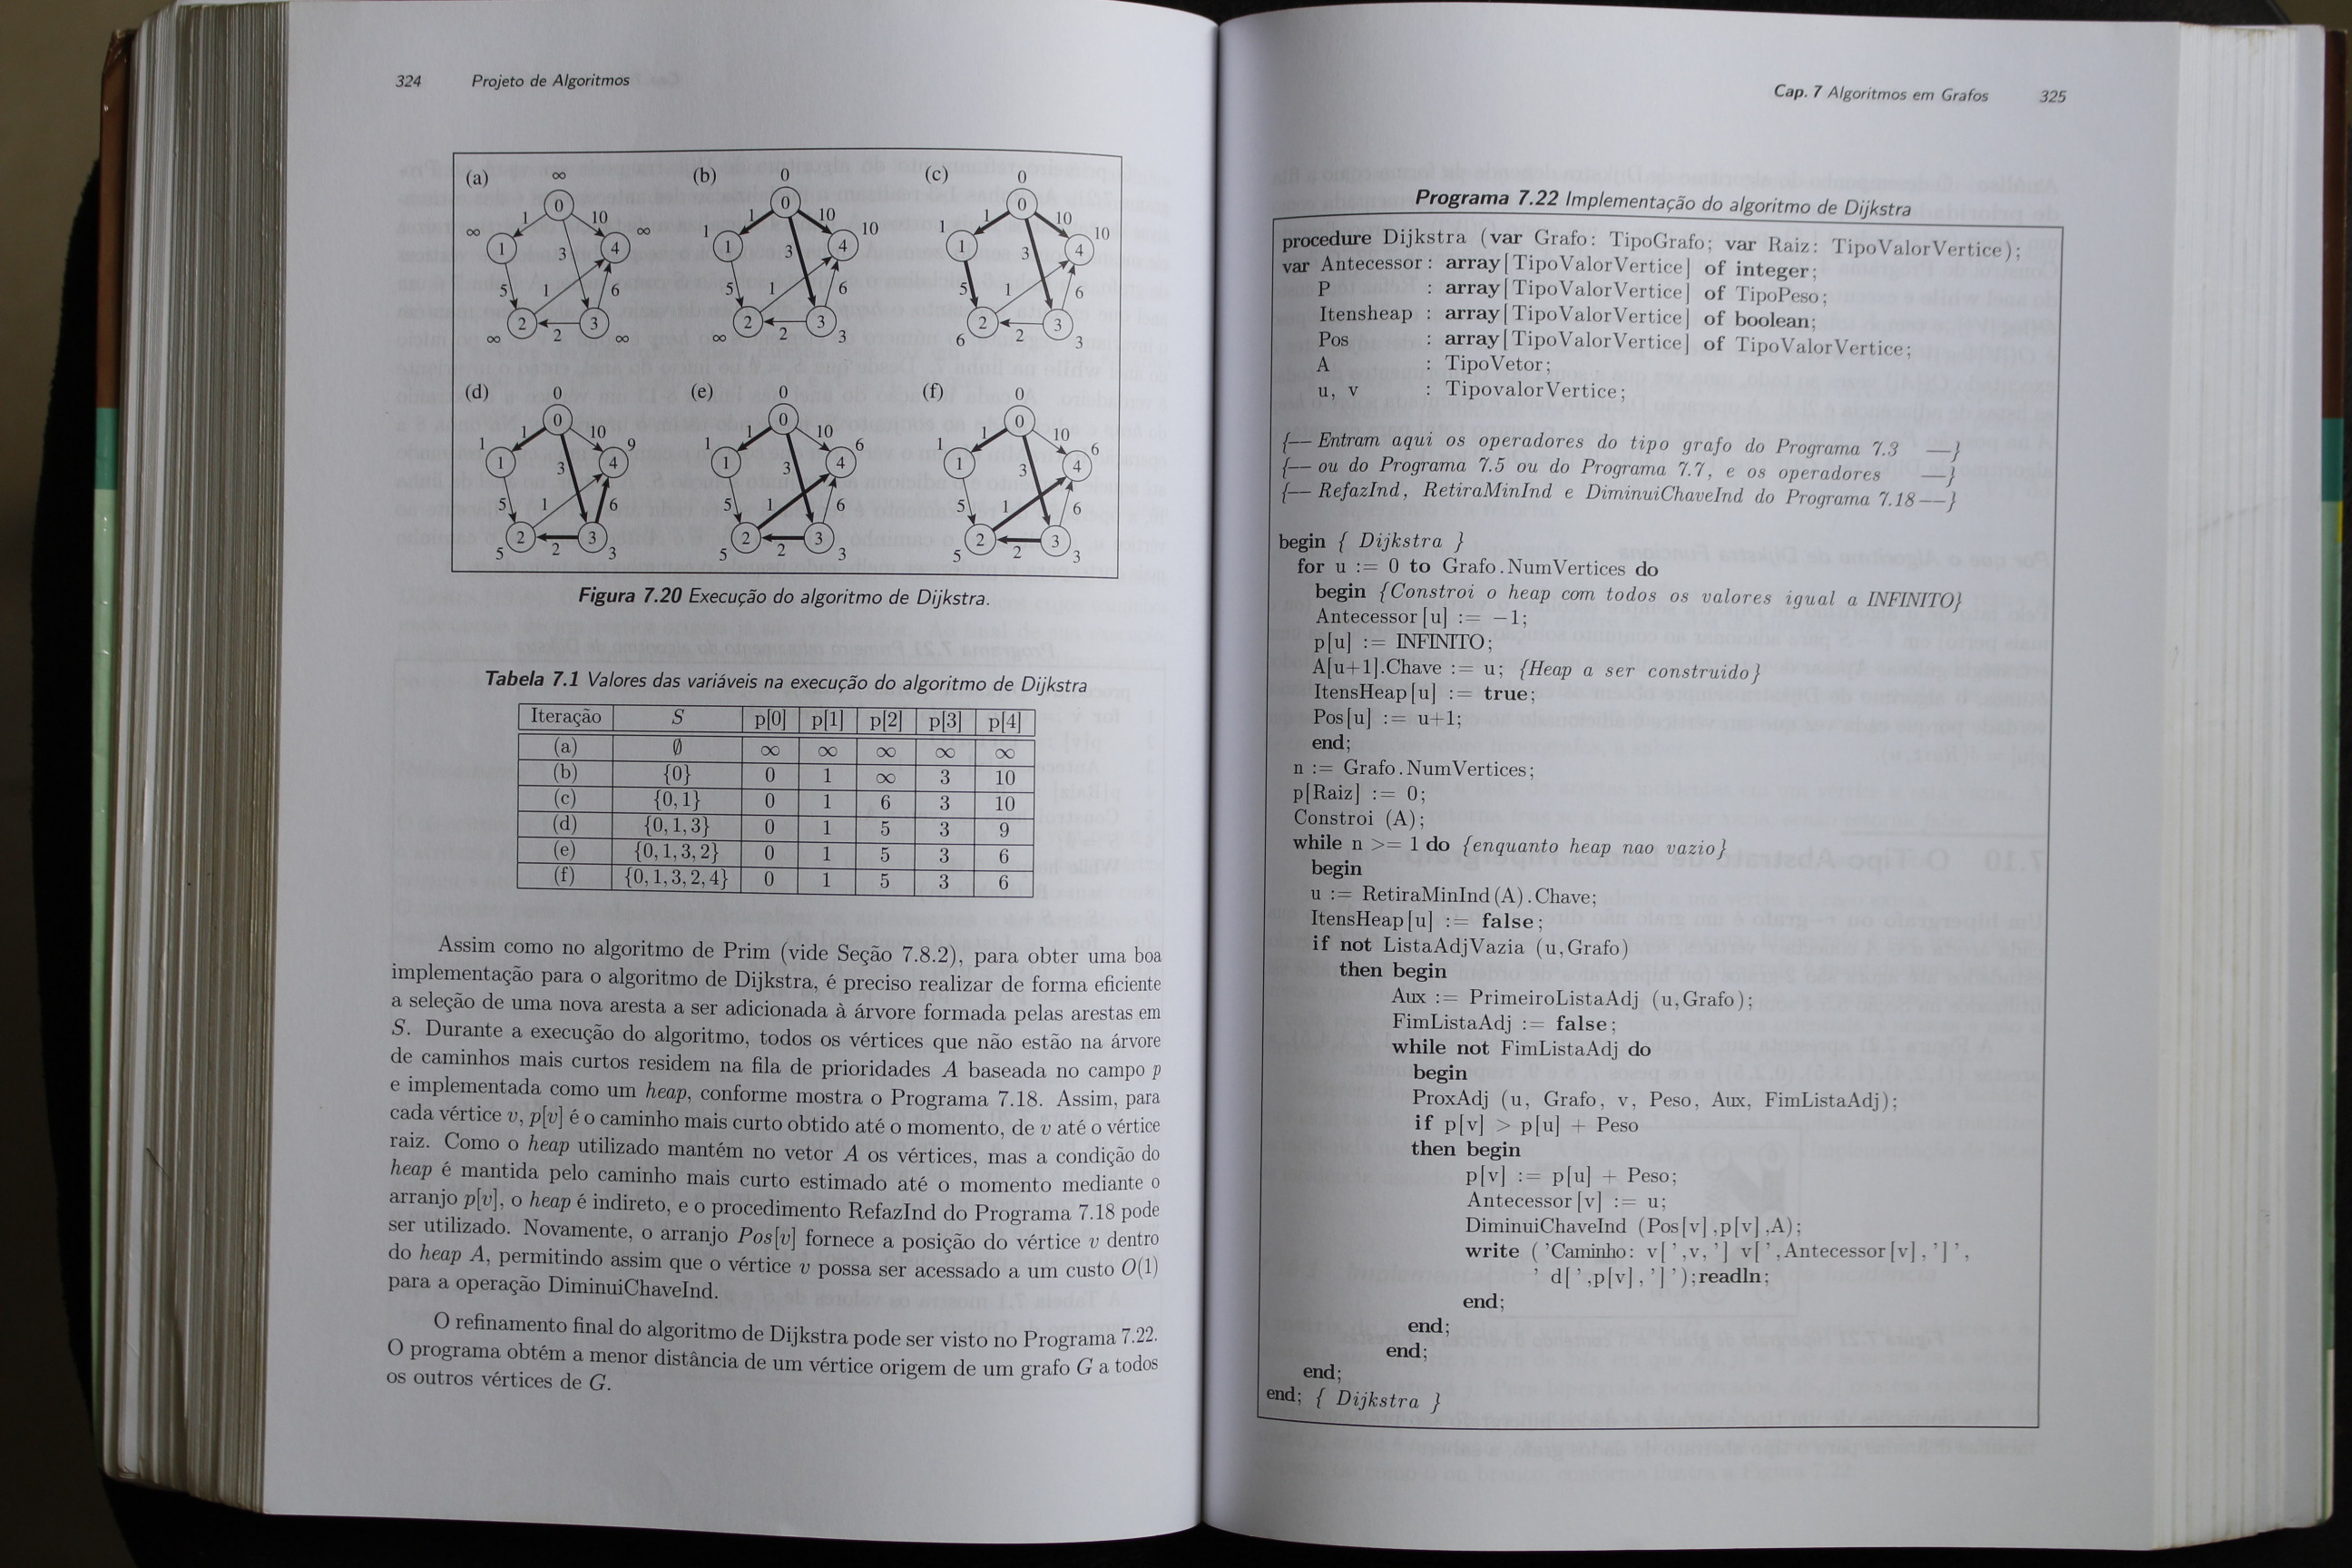 324 Projeto de Algoritmos
(a) (b) (c)
∞ 0 0
∞ 1 0 1 1 0 1 1 0
1 3 10 4 ∞ 1 3 10 4 10 1 3 10 4 10
5 1 6 5 1 6 5 1 6
∞ 2 2 3 ∞ ∞ 2 2 3 3 6 2 2 3 3
(d) (e) (f)
0 0 0
1 1 0 1 1 0 1 1 0
1 3 10 4 9 1 3 10 4 6 1 3 10 4 6
5 1 6 5 1 6 5 1 6
5 2 2 3 3 5 2 2 3 3 5 2 2 3 3
Figura 7.20 Execução do algoritmo de Dijkstra.
Tabela 7.1 Valores das variáveis na execução do algoritmo de Dijkstra
Iteração S p[0] p[1] p[2] p[3] p[4]
(a) ∅ ∞ ∞ ∞ ∞ ∞
(b) {0} 0 1 ∞ 3 10
(c) {0,1} 0 1 6 3 10
(d) {0,1,3} 0 1 5 3 9
(e) {0,1,3,2} 0 1 5 3 6
(f) {0,1,3,2,4} 0 1 5 3 6
Assim como no algoritmo de Prim (vide Seção 7.8.2), para obter uma boa
implementação para o algoritmo de Dijkstra, é preciso realizar de forma eficiente
a seleção de uma nova aresta a ser adicionada à árvore formada pelas arestas em
S. Durante a execução do algoritmo, todos os vértices que não estão na árvore
de caminhos mais curtos residem na fila de prioridades A baseada no campo p
e implementada como um heap, conforme mostra o Programa 7.18. Assim, para
cada vértice v, p[v] é o caminho mais curto obtido até o momento, de v até o vértice
raiz. Como o heap utilizado mantém no vetor A os vértices, mas a condição do
heap é mantida pelo caminho mais curto estimado até o momento mediante o
arranjo p[v], o heap é indireto, e o procedimento RefazInd do Programa 7.18 pode
ser utilizado. Novamente, o arranjo Pos[v] fornece a posição do vértice v dentro
do heap A, permitindo assim que o vértice v possa ser acessado a um custo O(1)
para a operação DiminuiChaveInd.
O refinamento final do algoritmo de Dijkstra pode ser visto no Programa 7.22.
O programa obtém a menor distância de um vértice origem de um grafo G a todos
os outros vértices de G.
Cap. 7 Algoritmos em Grafos 325
Programa 7.22 Implementação do algoritmo de Dijkstra
procedure Dijkstra (var Grafo: TipoGrafo; var Raiz: TipoValorVertice);
var Antecessor: array[TipoValorVertice] of integer;
P : array[TipoValorVertice] of TipoPeso;
Itensheap : array[TipoValorVertice] of boolean;
Pos : array[TipoValorVertice] of TipoValorVertice;
A : TipoVetor;
u, v : TipovalorVertice;
{— Entram aqui os operadores do tipo grafo do Programa 7.3 —}
{— ou do Programa 7.5 ou do Programa 7.7, e os operadores —}
{— RefazInd, RetiraMinInd e DiminuiChaveInd do Programa 7.18 —}
begin { Dijkstra }
for u := 0 to Grafo.NumVertices do
begin {Constroi o heap com todos os valores igual a INFINITO}
Antecessor[u] := −1;
p[u] := INFINITO;
A[u+1].Chave := u; {Heap a ser construido}
ItensHeap[u] := true;
Pos[u] := u+1;
end;
n := Grafo.NumVertices;
p[Raiz] := 0;
Constroi (A);
while n >= 1 do {enquanto heap nao vazio}
begin
u := RetiraMinInd(A).Chave;
ItensHeap[u] := false;
if not ListaAdjVazia (u,Grafo)
then begin
Aux := PrimeiroListaAdj (u,Grafo);
FimListaAdj := false;
while not FimListaAdj do
begin
ProxAdj (u, Grafo, v, Peso, Aux, FimListaAdj);
if p[v] > p[u] + Peso
then begin
p[v] := p[u] + Peso;
Antecessor[v] := u;
DiminuiChaveInd (Pos[v],p[v],A);
write ('Caminho: v[',v,'] v[',Antecessor[v],']',
' d[',p[v],']');readln;
end;
end;
end;
end;
end; { Dijkstra }